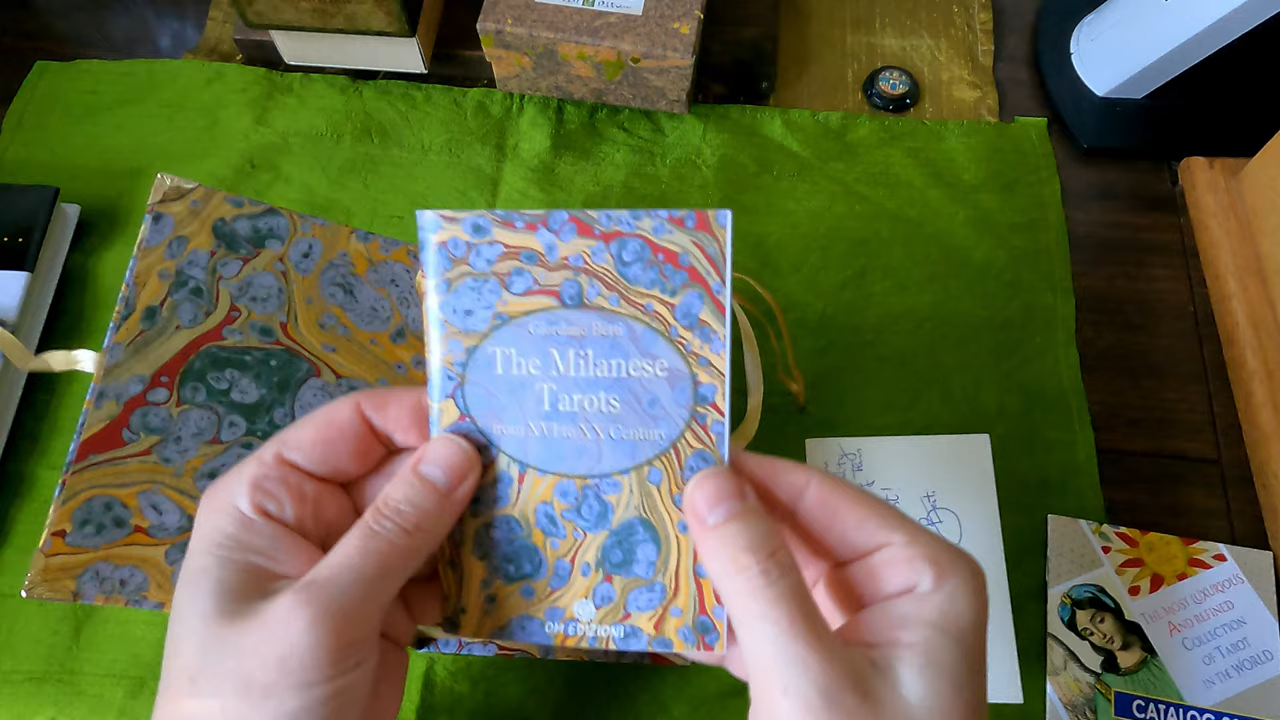 Giordano Berti
The Milanese
Tarots
from XVI to XX Century
OM EDIZIONI
THE MOST LUXURIOUS
AND REFINED
COLLECTION
OF TAROT
IN THE WORLD